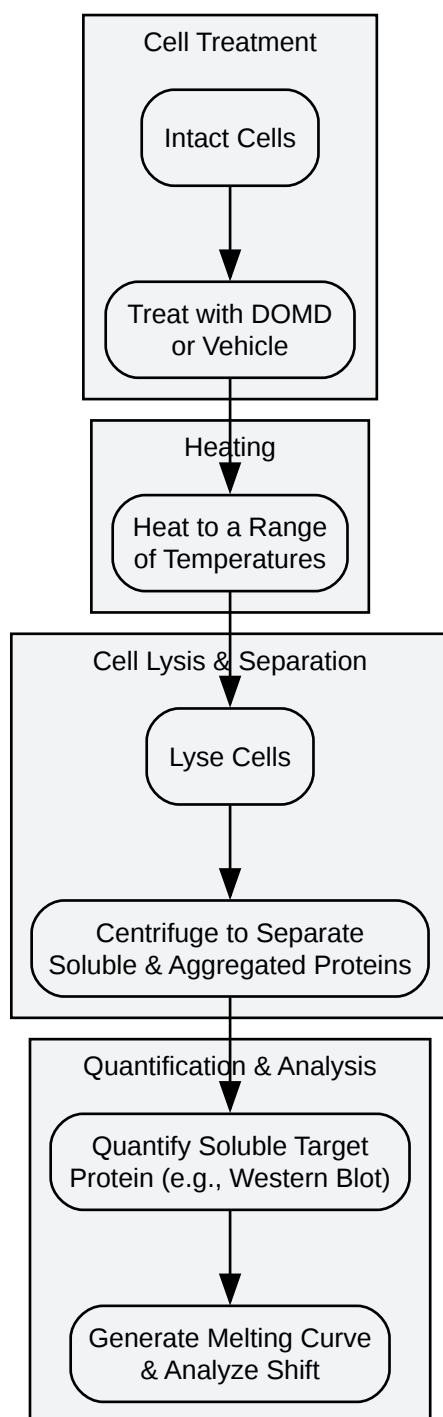 Cell Treatment
Intact Cells
Treat with DOMD
or Vehicle
Heating
Heat to a Range
of Temperatures
Cell Lysis & Separation
Lyse Cells
Centrifuge to Separate
Soluble & Aggregated Proteins
Quantification & Analysis
Quantify Soluble Target
Protein (e.g., Western Blot)
Generate Melting Curve
& Analyze Shift